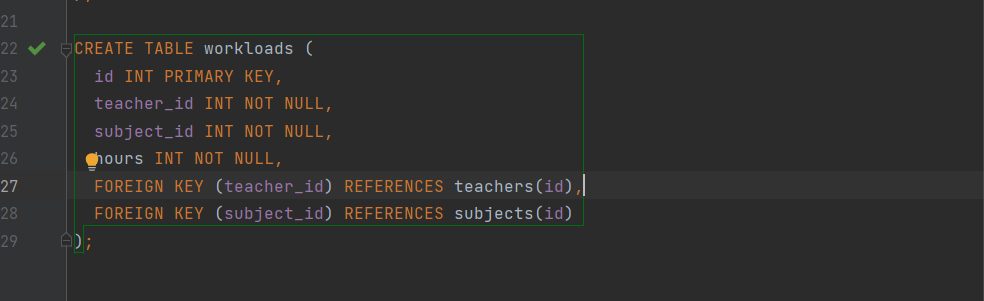 21
22 CREATE TABLE workloads (
23 id INT PRIMARY KEY,
24 teacher_id INT NOT NULL,
25 subject_id INT NOT NULL,
26 hours INT NOT NULL,
27 FOREIGN KEY (teacher_id) REFERENCES teachers(id),
28 FOREIGN KEY (subject_id) REFERENCES subjects(id)
29 );